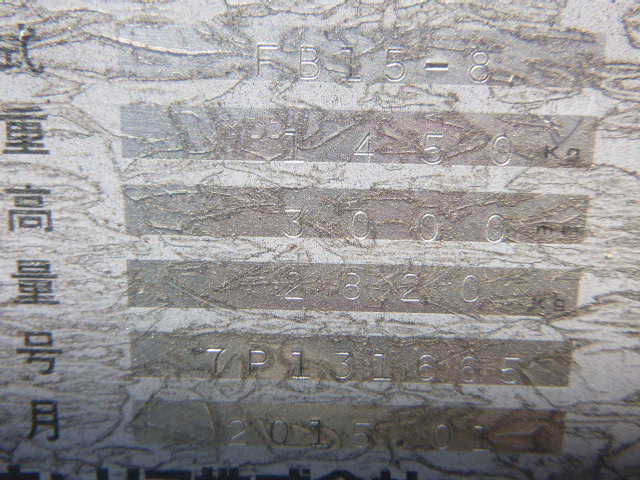 式 FB15-8
重 1450 Kg
高 3000 mm
量 2820 Kg
号 7P131665
月 2015.01